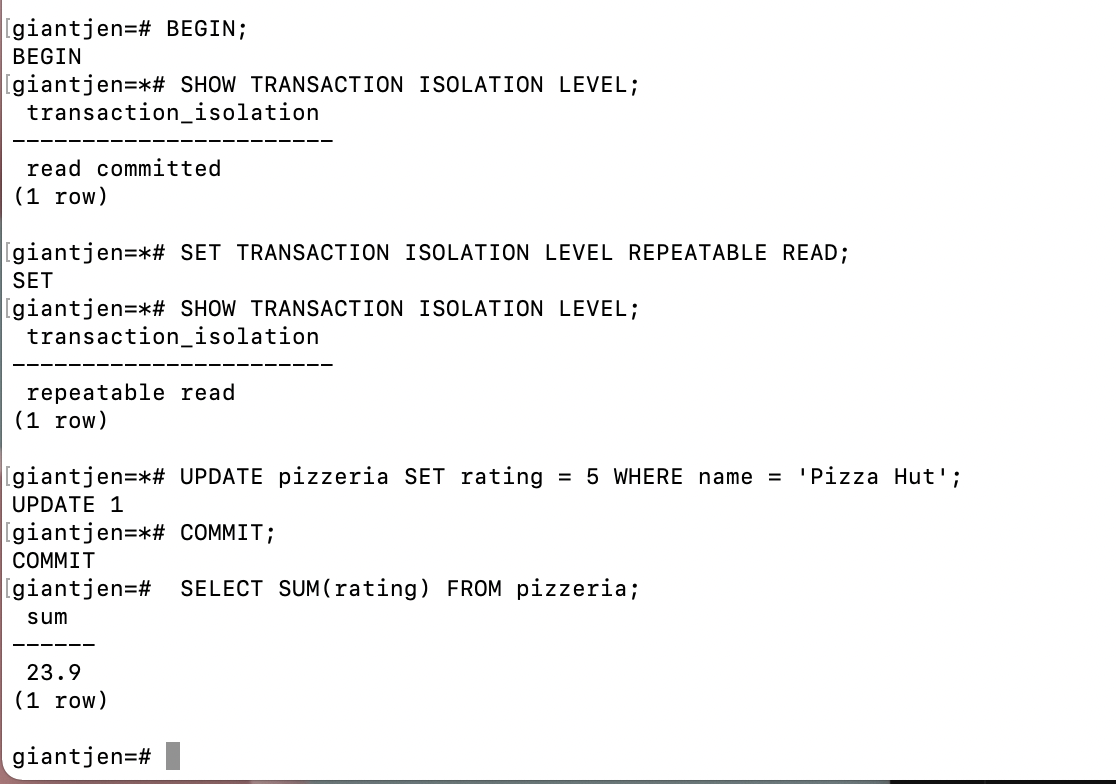 giantjen=# BEGIN;
BEGIN
giantjen=*# SHOW TRANSACTION ISOLATION LEVEL;
 transaction_isolation
-----------------------
 read committed
(1 row)

giantjen=*# SET TRANSACTION ISOLATION LEVEL REPEATABLE READ;
SET
giantjen=*# SHOW TRANSACTION ISOLATION LEVEL;
 transaction_isolation
-----------------------
 repeatable read
(1 row)

giantjen=*# UPDATE pizzeria SET rating = 5 WHERE name = 'Pizza Hut';
UPDATE 1
giantjen=*# COMMIT;
COMMIT
giantjen=#  SELECT SUM(rating) FROM pizzeria;
 sum
------
 23.9
(1 row)

giantjen=#